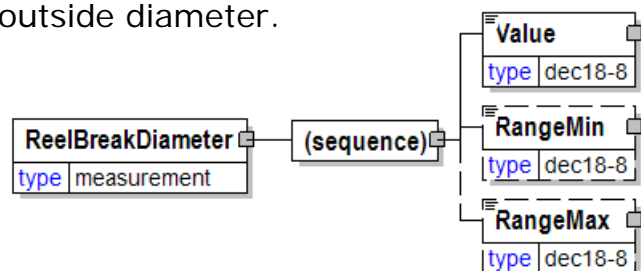 outside diameter.
Value
type dec18-8
ReelBreakDiameter
type measurement
(sequence)
RangeMin
type dec18-8
RangeMax
type dec18-8